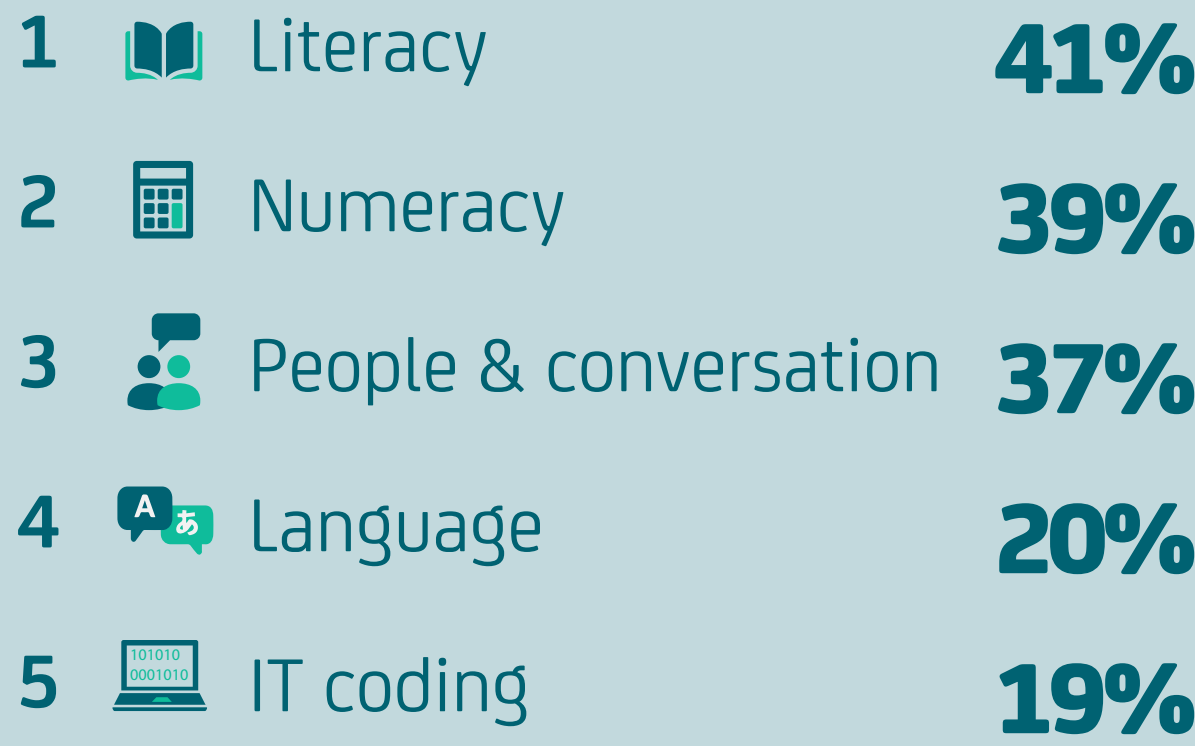 1 Literacy 41%
2 Numeracy 39%
3 People & conversation 37%
A あ
4 Language 20%
101010
0001010
5 IT coding 19%